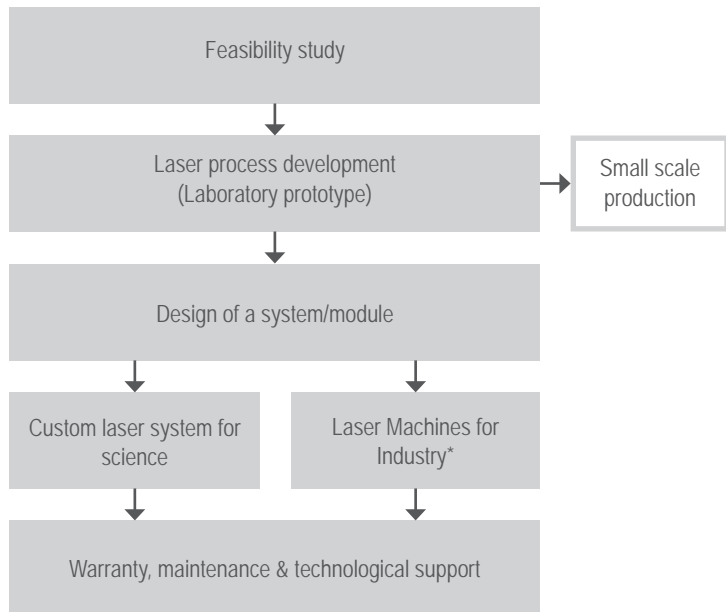 Feasibility study
Laser process development
(Laboratory prototype)
Small scale
production
Design of a system/module
Custom laser system for
science
Laser Machines for
Industry*
Warranty, maintenance & technological support